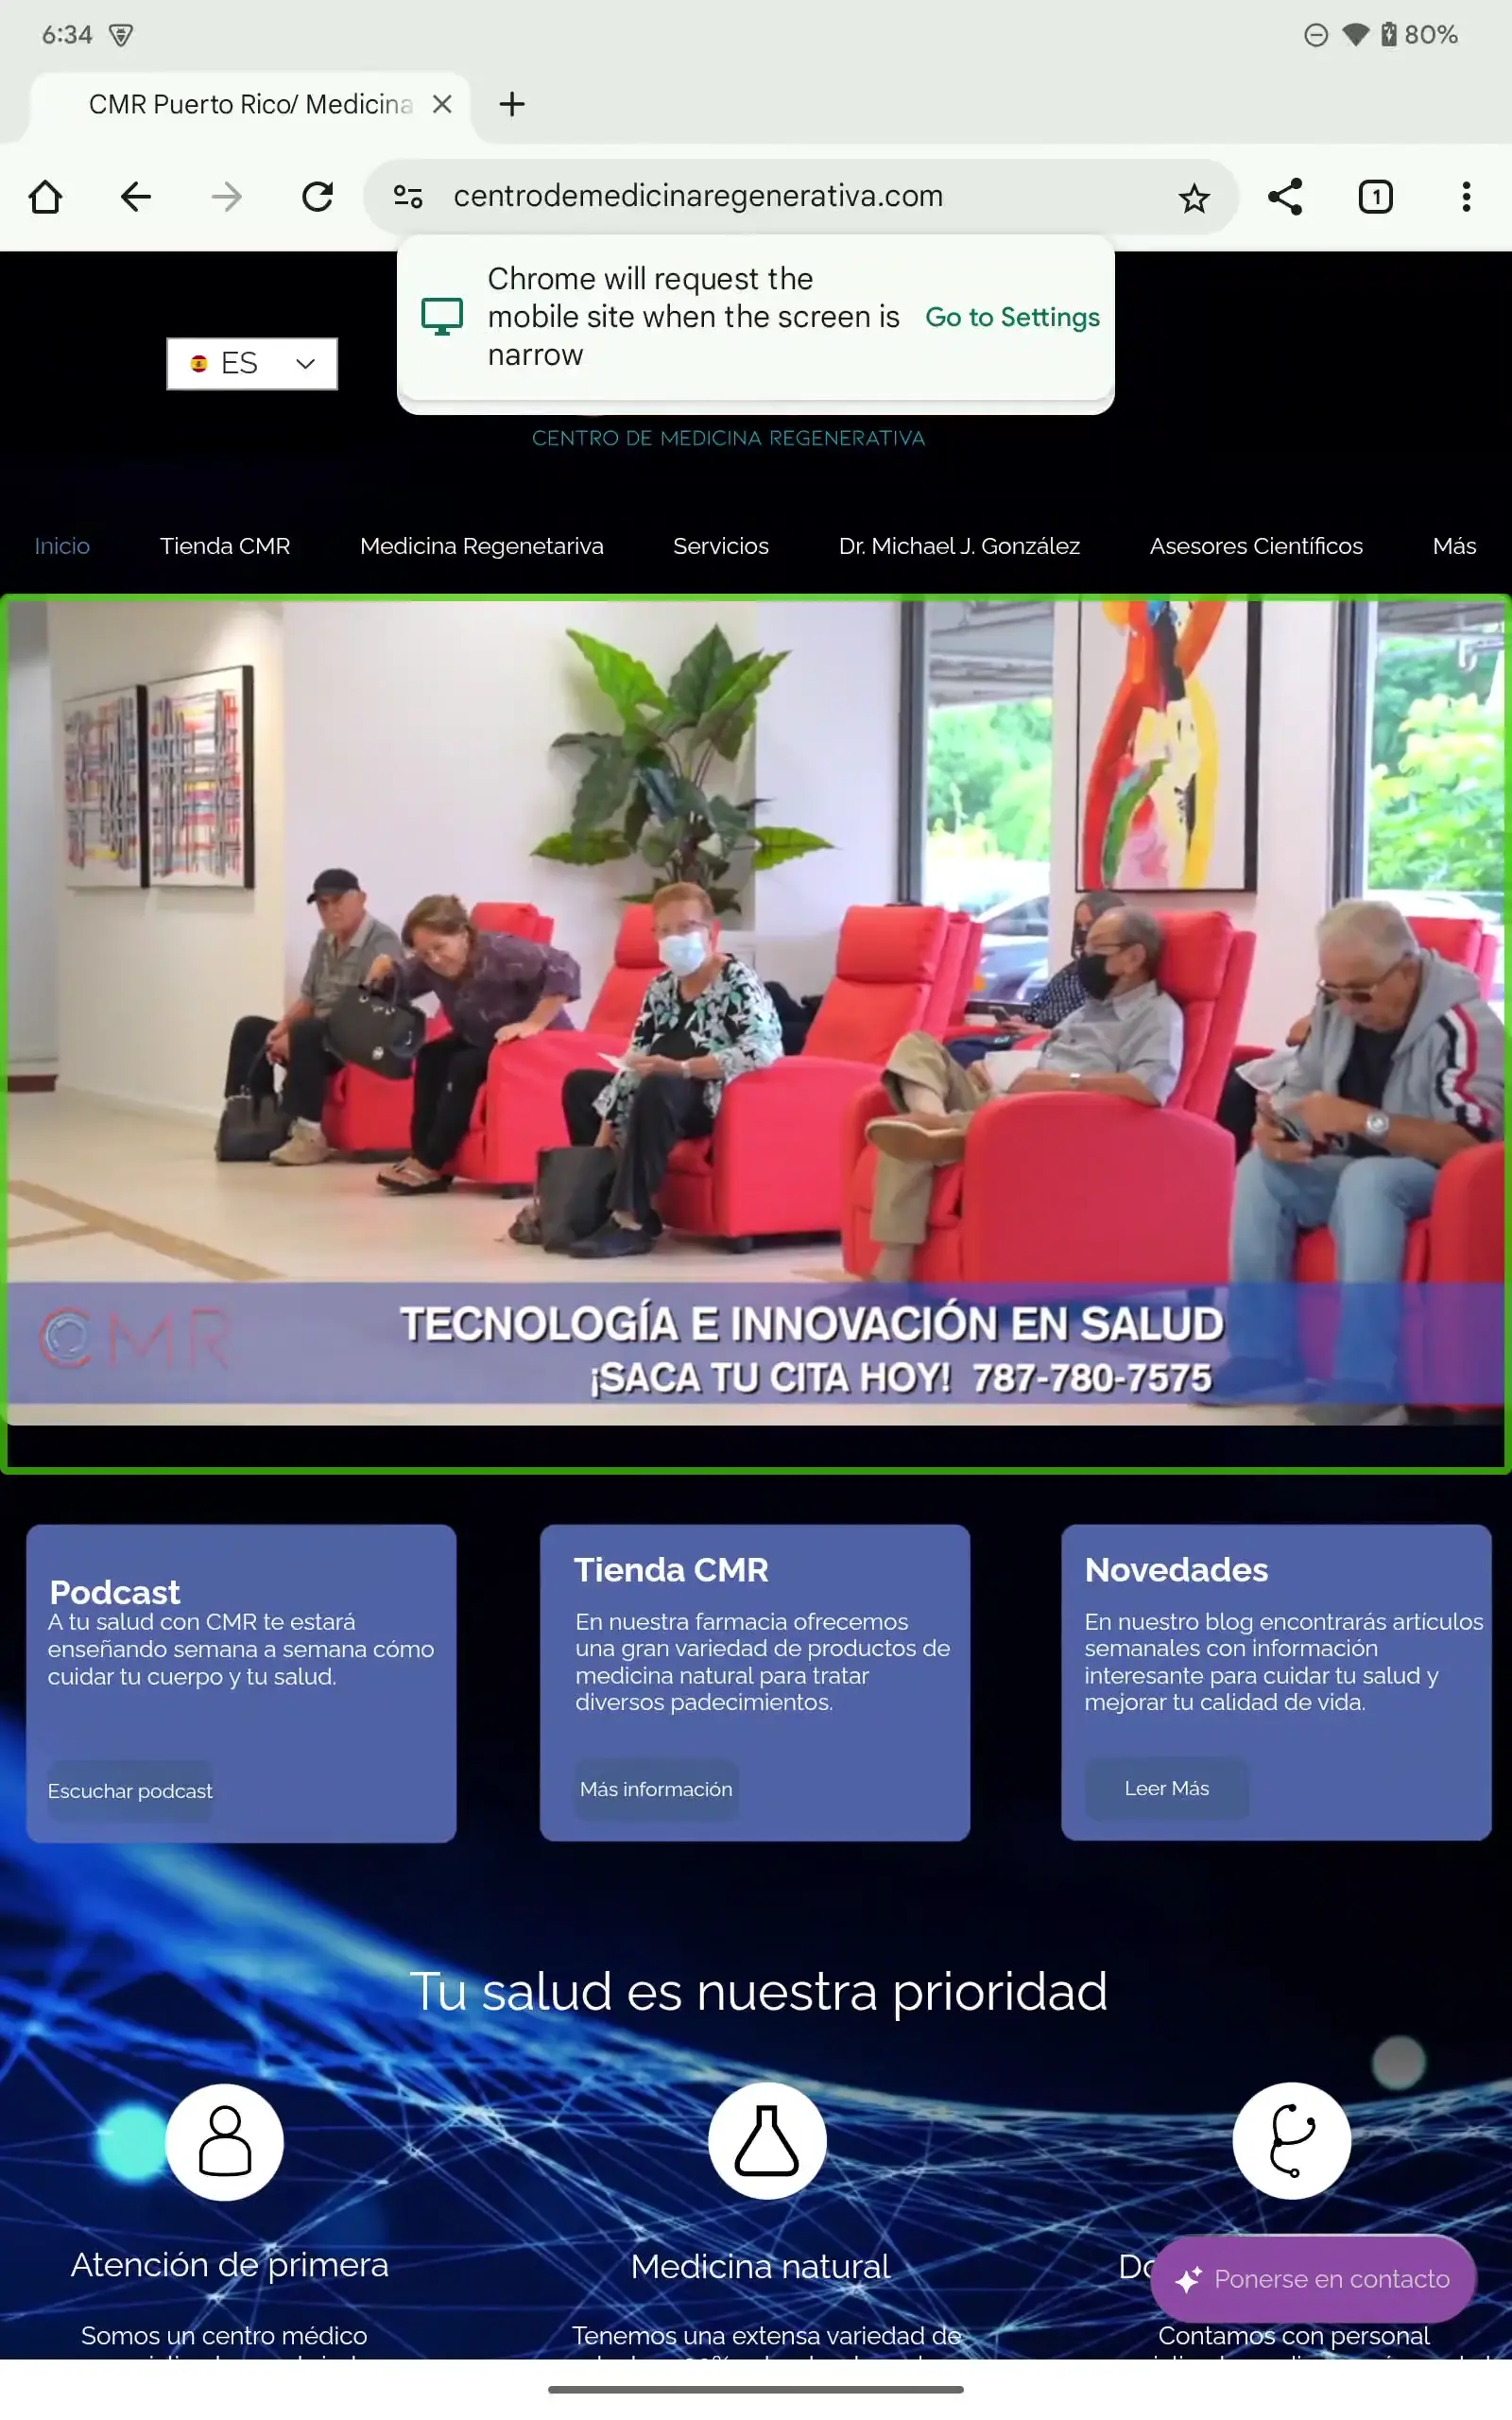 6:34
80%
CMR Puerto Rico/ Medicina
centrodemedicinaregenerativa.com
1
Chrome will request the
mobile site when the screen is
narrow
Go to Settings
ES
CENTRO DE MEDICINA REGENERATIVA
Inicio
Tienda CMR
Medicina Regenetariva
Servicios
Dr. Michael J. González
Asesores Científicos
Más
CMR
TECNOLOGÍA E INNOVACIÓN EN SALUD
¡SACA TU CITA HOY! 787-780-7575
Podcast
A tu salud con CMR te estará
enseñando semana a semana cómo
cuidar tu cuerpo y tu salud.
Escuchar podcast
Tienda CMR
En nuestra farmacia ofrecemos
una gran variedad de productos de
medicina natural para tratar
diversos padecimientos.
Más información
Novedades
En nuestro blog encontrarás artículos
semanales con información
interesante para cuidar tu salud y
mejorar tu calidad de vida.
Leer Más
Tu salud es nuestra prioridad
Atención de primera
Somos un centro médico
Medicina natural
Tenemos una extensa variedad de
Contamos con personal
Ponerse en contacto